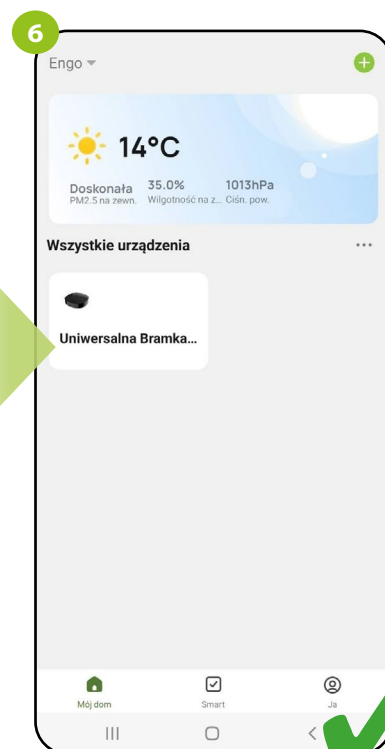 6
Engo
14°C
Doskonała 35.0% 1013hPa
PM2.5 na zewn. Wilgotność na z... Ciśn. pow.
Wszystkie urządzenia
Uniwersalna Bramka...
Mój dom Smart Ja